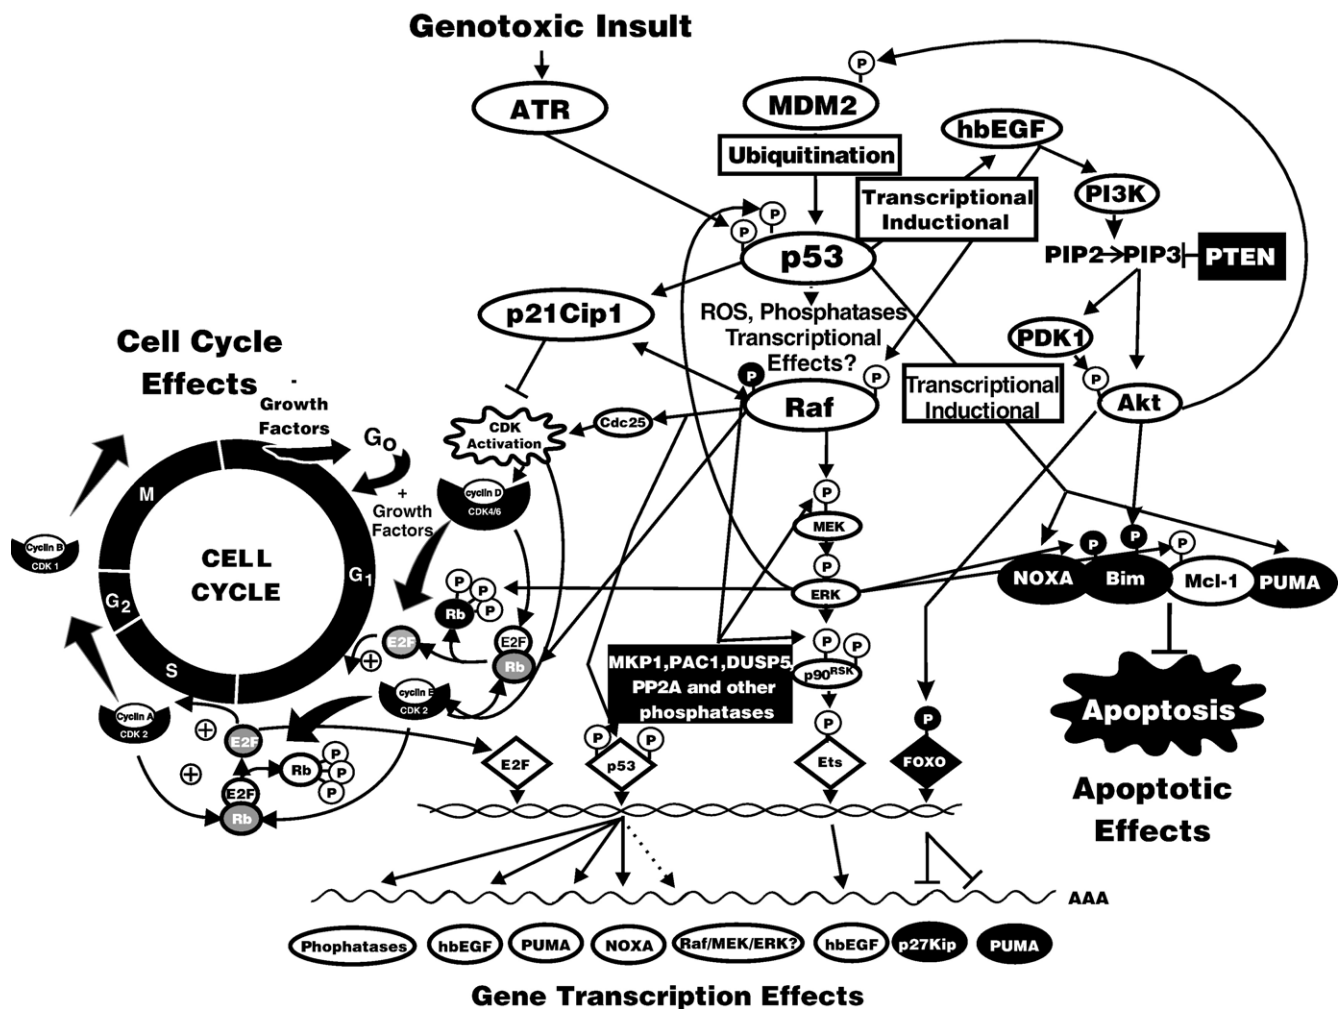 Genotoxic Insult
ATR
P
MDM2
hbEGF
Ubiquitination
Transcriptional
Inductional
PI3K
P
P
p53
PIP2
PIP3
PTEN
p21Cip1
ROS, Phosphatases
Transcriptional
Effects?
PDK1
Cell Cycle
Effects
-
Growth
Factors
Go
P
P
P
Transcriptional
Inductional
Raf
Akt
CDK
Activation
Cdc25
M
cyclin D
CDK4/6
+
Growth
Factors
P
MEK
Cyclin B
CDK 1
CELL
CYCLE
G1
G2
S
P
P
P
Rb
P
ERK
P
P
P
NOXA
Bim
Mcl-1
PUMA
E2F
E2F
Rb
+
MKP1,PAC1,DUSP5,
PP2A and other
phosphatases
P
P
p90RSK
cyclin E
CDK 2
Cyclin A
CDK 2
+
E2F
+
Rb
P
P
P
E2F
Rb
E2F
P
P
p53
P
Ets
P
FOXO
Apoptosis
Apoptotic
Effects
AAA
Phophatases
hbEGF
PUMA
NOXA
Raf/MEK/ERK?
hbEGF
p27Kip
PUMA
Gene Transcription Effects